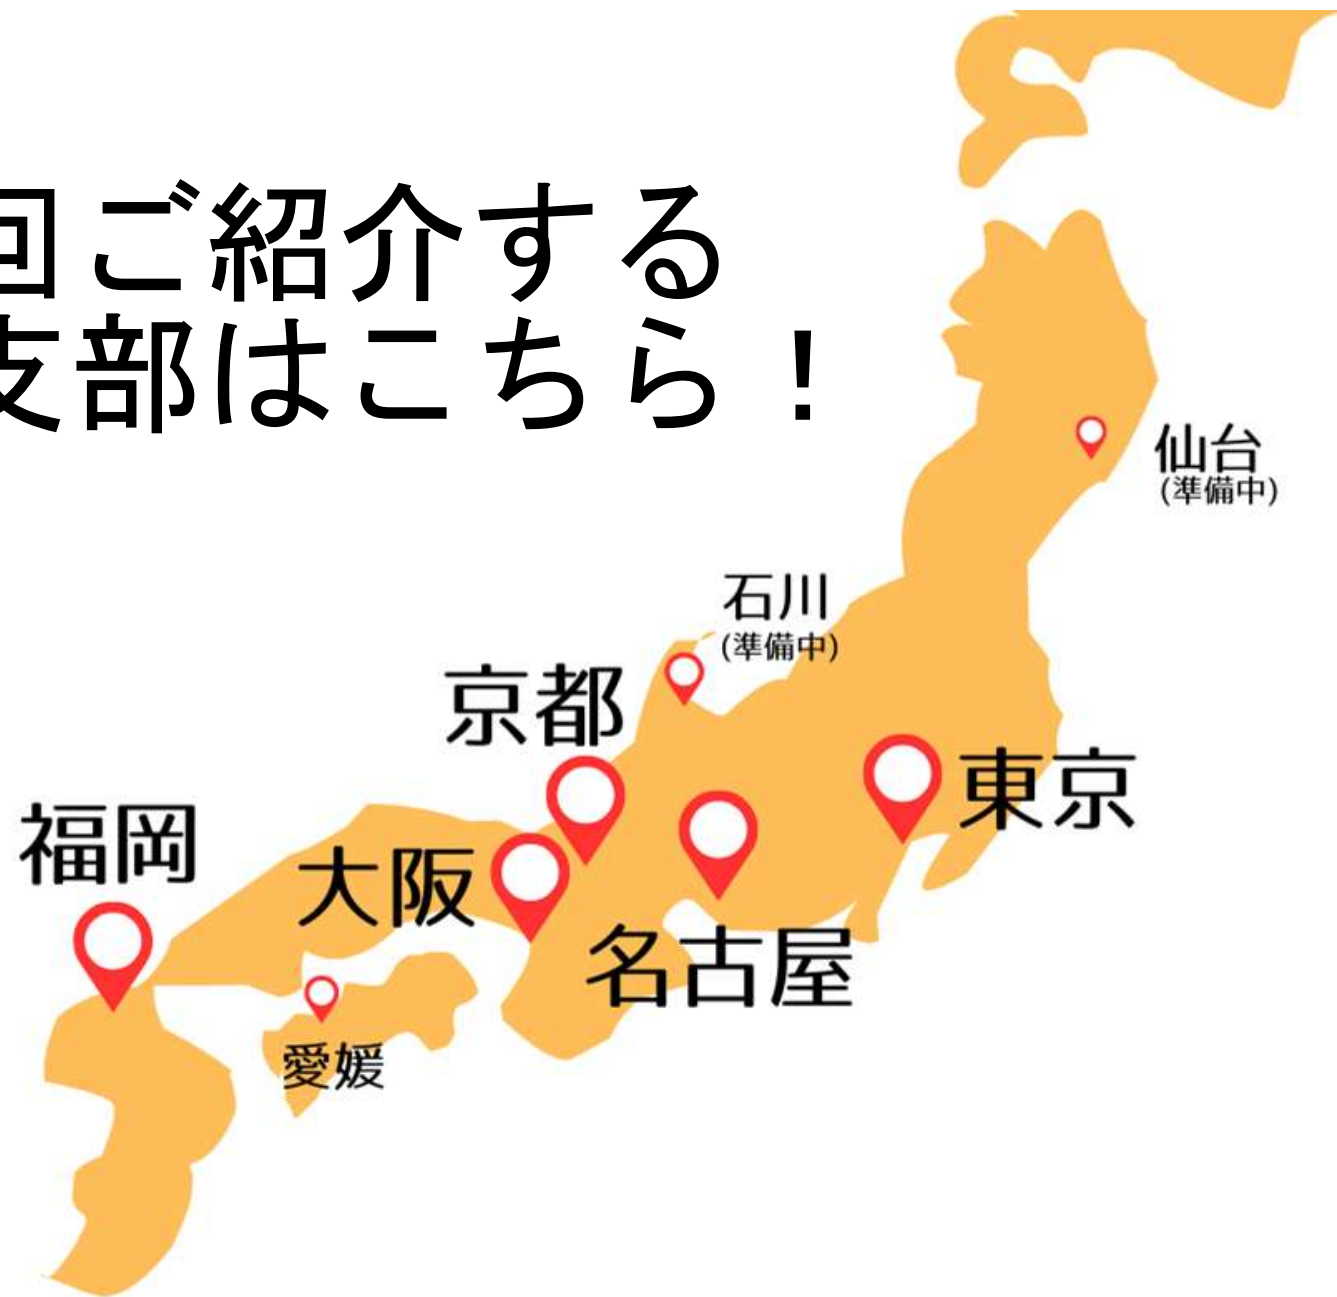 回ご紹介する
支部はこちら！
仙台
(準備中)
石川
(準備中)
京都
東京
福岡
大阪
名古屋
愛媛